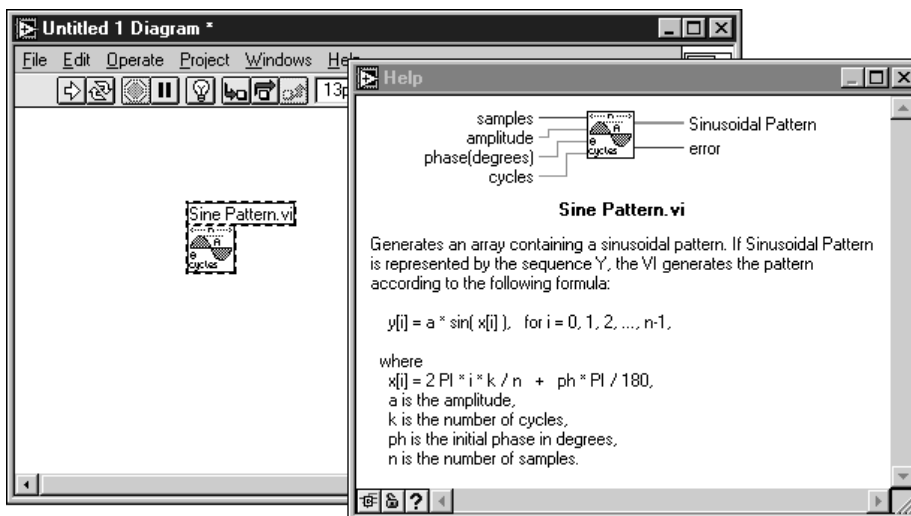 Untitled 1 Diagram *
File Edit Operate Project Windows Help
13p
Sine Pattern.vi
n
A
θ
cycles
Help
samples
amplitude
phase(degrees)
cycles
n
A
θ
cycles
Sinusoidal Pattern
error
Sine Pattern.vi
Generates an array containing a sinusoidal pattern. If Sinusoidal Pattern
is represented by the sequence Y, the VI generates the pattern
according to the following formula:
y[i] = a * sin( x[i] ), for i = 0, 1, 2, ..., n-1,
where
x[i] = 2 PI * i * k / n + ph * PI / 180,
a is the amplitude,
k is the number of cycles,
ph is the initial phase in degrees,
n is the number of samples.
?